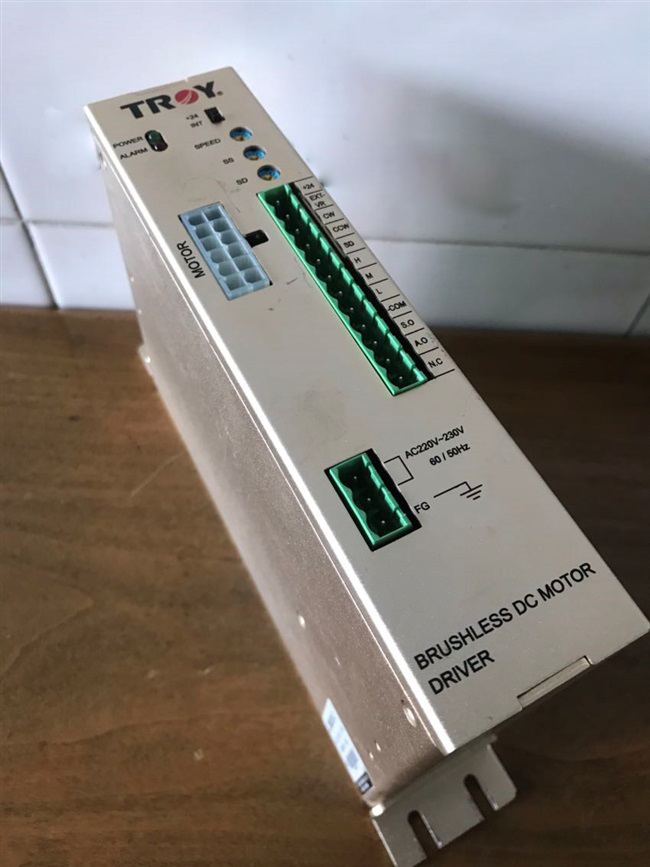 TROY®
+24
INT
POWER
ALARM
SPEED
SS
SD
MOTOR
+24
EXT-
VR
CW
CCW
SD
H
M
L
-COM
S.O
A.O
N.C
AC220V~230V
60 / 50Hz
FG
BRUSHLESS DC MOTOR
DRIVER